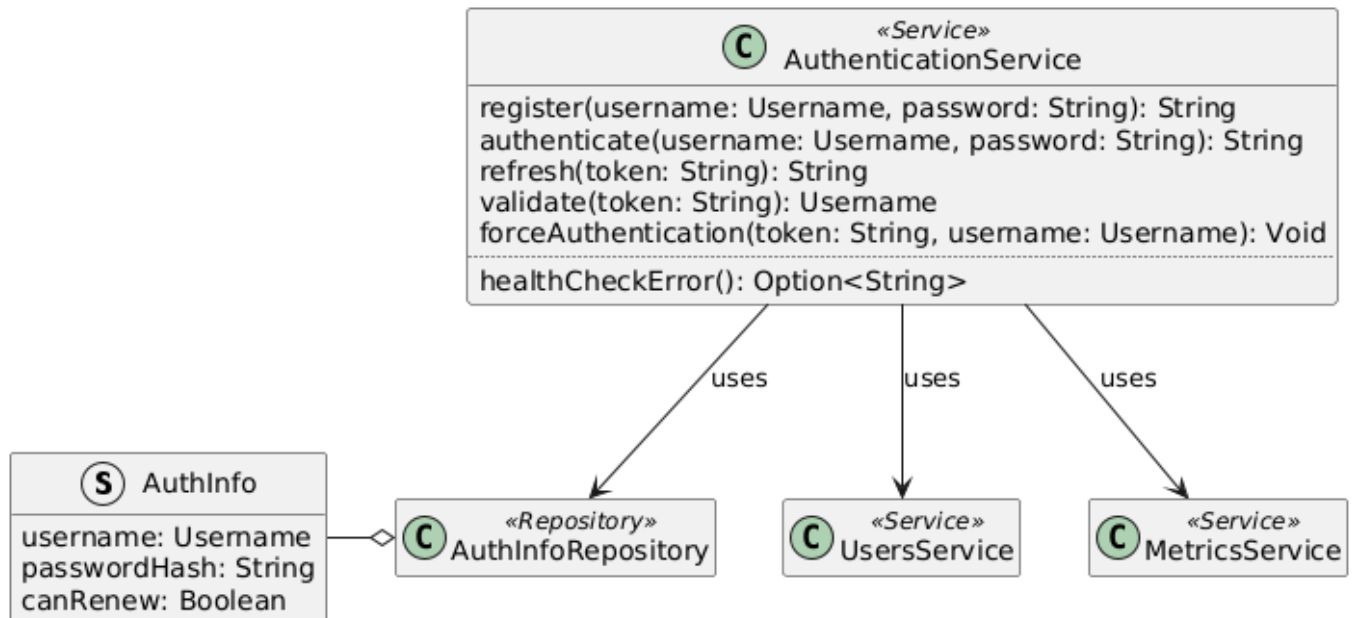 «Service»
C AuthenticationService
register(username: Username, password: String): String
authenticate(username: Username, password: String): String
refresh(token: String): String
validate(token: String): Username
forceAuthentication(token: String, username: Username): Void
healthCheckError(): Option<String>
uses
uses
uses
S AuthInfo
username: Username
passwordHash: String
canRenew: Boolean
«Repository»
C AuthInfoRepository
«Service»
C UsersService
«Service»
C MetricsService